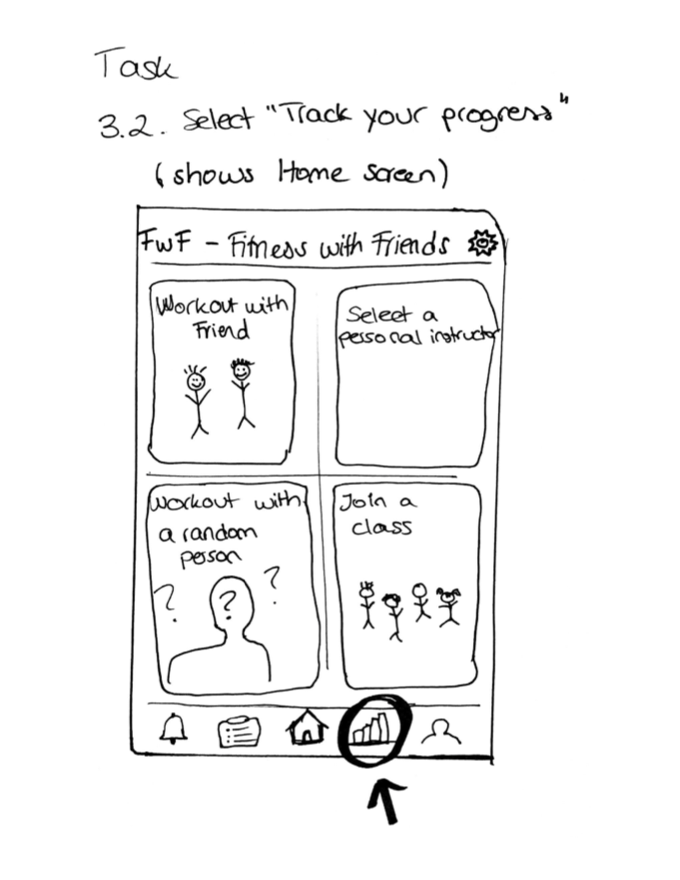 Task
3.2. Select "Track your progress"
(shows Home screen)
FwF - Fitness with Friends
Workout with
Friend
Select a
personal instructor
Workout with
a random
person
? ? ?
Join a
class